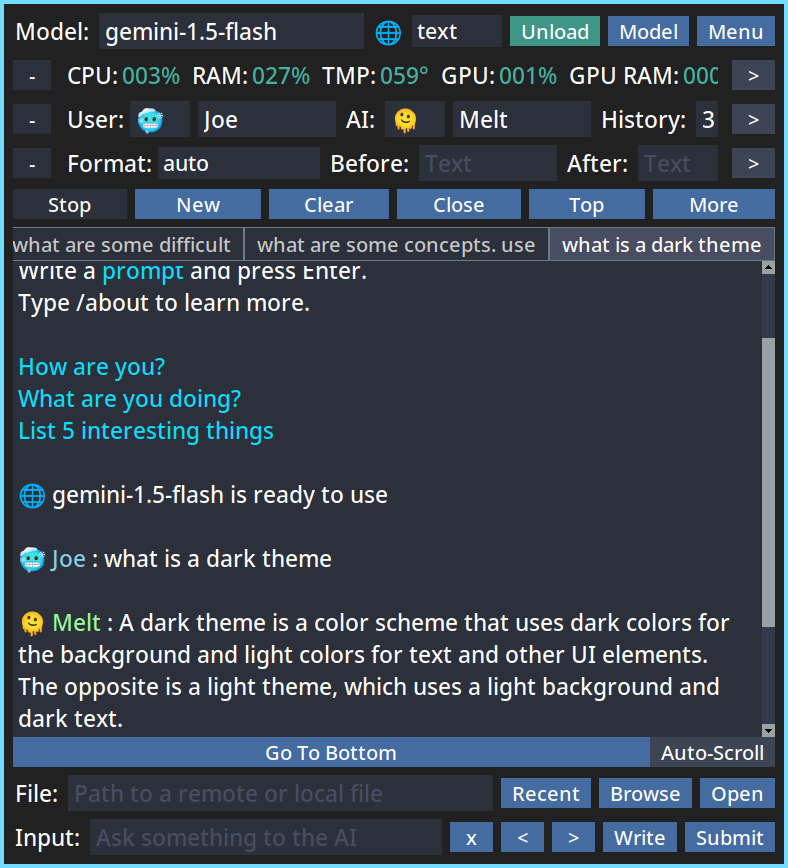 Model: gemini-1.5-flash 🌐 text Unload Model Menu
- CPU: 003% RAM: 027% TMP: 059° GPU: 001% GPU RAM: 000 >
- User: 🥶 Joe AI: 🫠 Melt History: 3 >
- Format: auto Before: Text After: Text >
Stop New Clear Close Top More
what are some difficult what are some concepts. use what is a dark theme
Write a prompt and press Enter.
Type /about to learn more.
How are you?
What are you doing?
List 5 interesting things
🌐 gemini-1.5-flash is ready to use
🥶 Joe : what is a dark theme
🫠 Melt : A dark theme is a color scheme that uses dark colors for
the background and light colors for text and other UI elements.
The opposite is a light theme, which uses a light background and
dark text.
Go To Bottom Auto-Scroll
File: Path to a remote or local file Recent Browse Open
Input: Ask something to the AI x < > Write Submit